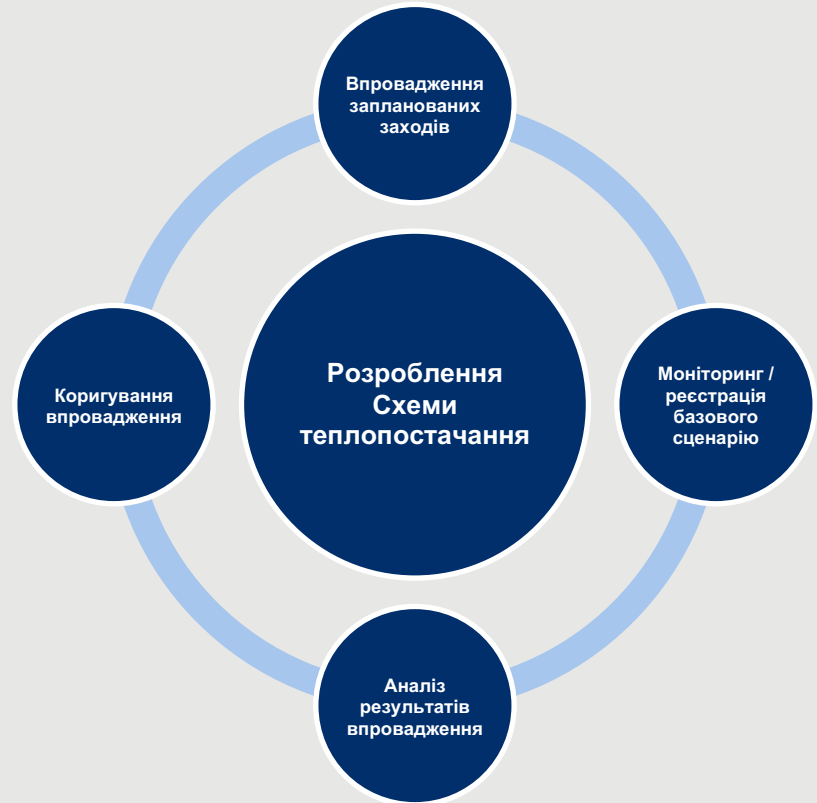 Впровадження
запланованих
заходів
Розроблення
Схеми
теплопостачання
Моніторинг /
реєстрація
базового
сценарію
Аналіз
результатів
впровадження
Коригування
впровадження